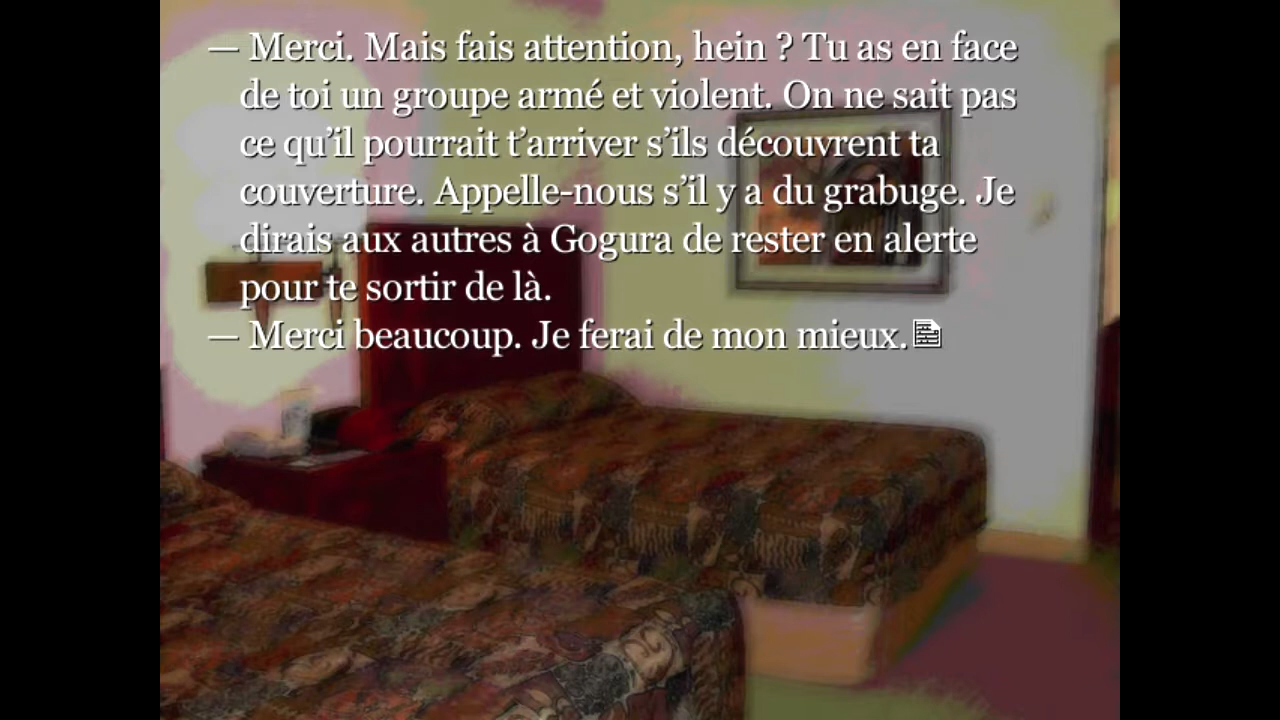 — Merci. Mais fais attention, hein ? Tu as en face
de toi un groupe armé et violent. On ne sait pas
ce qu’il pourrait t’arriver s’ils découvrent ta
couverture. Appelle-nous s’il y a du grabuge. Je
dirais aux autres à Gogura de rester en alerte
pour te sortir de là.
— Merci beaucoup. Je ferai de mon mieux.